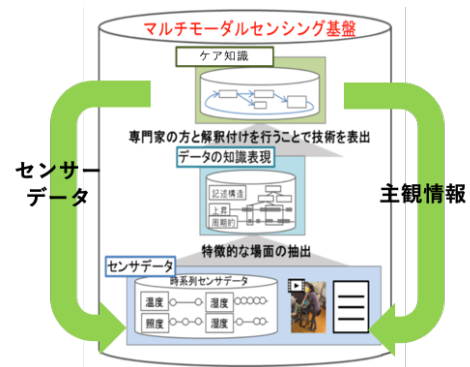 マルチモーダルセンシング基盤
ケア知識
専門家の方と解釈付けを行うことで技術を表出
センサー
データ
データの知識表現
主観情報
記述構造
上昇
周期的
特徴的な場面の抽出
センサデータ
時系列センサデータ
温度
湿度
照度
湿度